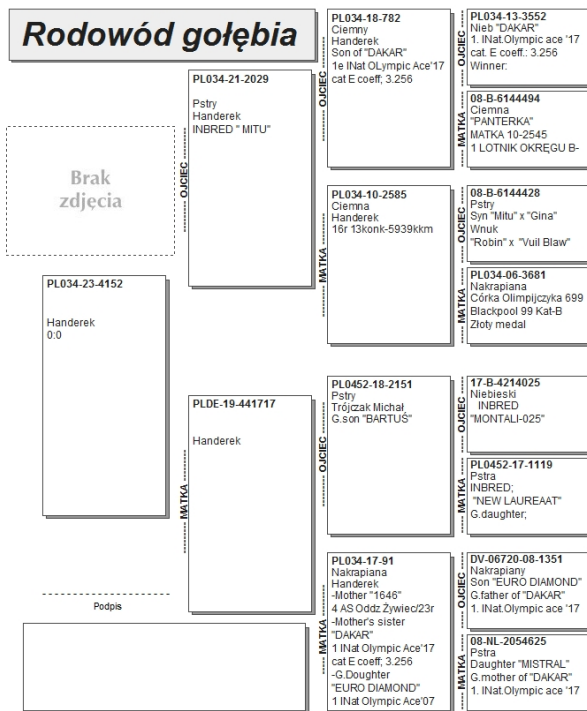 Rodowód gołębia
Brak
zdjęcia
PL034-23-4152
Handerek
0:0
Podpis
OJCIEC
PL034-21-2029
Pstry
Handerek
INBRED " MITU"
MATKA
PLDE-19-441717
Handerek
OJCIEC
PL034-18-782
Ciemny
Handerek
Son of "DAKAR"
1e INat OLympic Ace'17
cat E coeff; 3.256
MATKA
PL034-10-2585
Ciemna
Handerek
16r 13konk-5939kkm
OJCIEC
PL0452-18-2151
Pstry
Trójczak Michał
G.son "BARTUŚ"
MATKA
PL034-17-91
Nakrapiana
Handerek
-Mother "1646"
4 AS Oddz Żywiec/23r
-Mother's sister
"DAKAR"
1 INat Olympic Ace'17
cat E coeff; 3.256
-G.Doughter
"EURO DIAMOND"
1 INat Olympic Ace'07
OJCIEC
PL034-13-3552
Nieb "DAKAR"
1. INat.Olympic ace '17
cat. E coeff.: 3.256
Winner:
MATKA
08-B-6144494
Ciemna
"PANTERKA"
MATKA 10-2545
1 LOTNIK OKRĘGU B-
OJCIEC
08-B-6144428
Pstry
Syn "Mitu" x "Gina"
Wnuk
"Robin" x "Vuil Blaw"
MATKA
PL034-06-3681
Nakrapiana
Córka Olimpijczyka 699
Blackpool 99 Kat-B
Złoty medal
OJCIEC
17-B-4214025
Niebieski
INBRED
"MONTALI-025"
MATKA
PL0452-17-1119
Pstra
INBRED;
"NEW LAUREAAT"
G.daughter;
OJCIEC
DV-06720-08-1351
Nakrapiany
Son "EURO DIAMOND"
G.father of "DAKAR"
1. INat.Olympic ace '17
MATKA
08-NL-2054625
Pstra
Daughter "MISTRAL"
G.mother of "DAKAR"
1. INat.Olympic ace '17